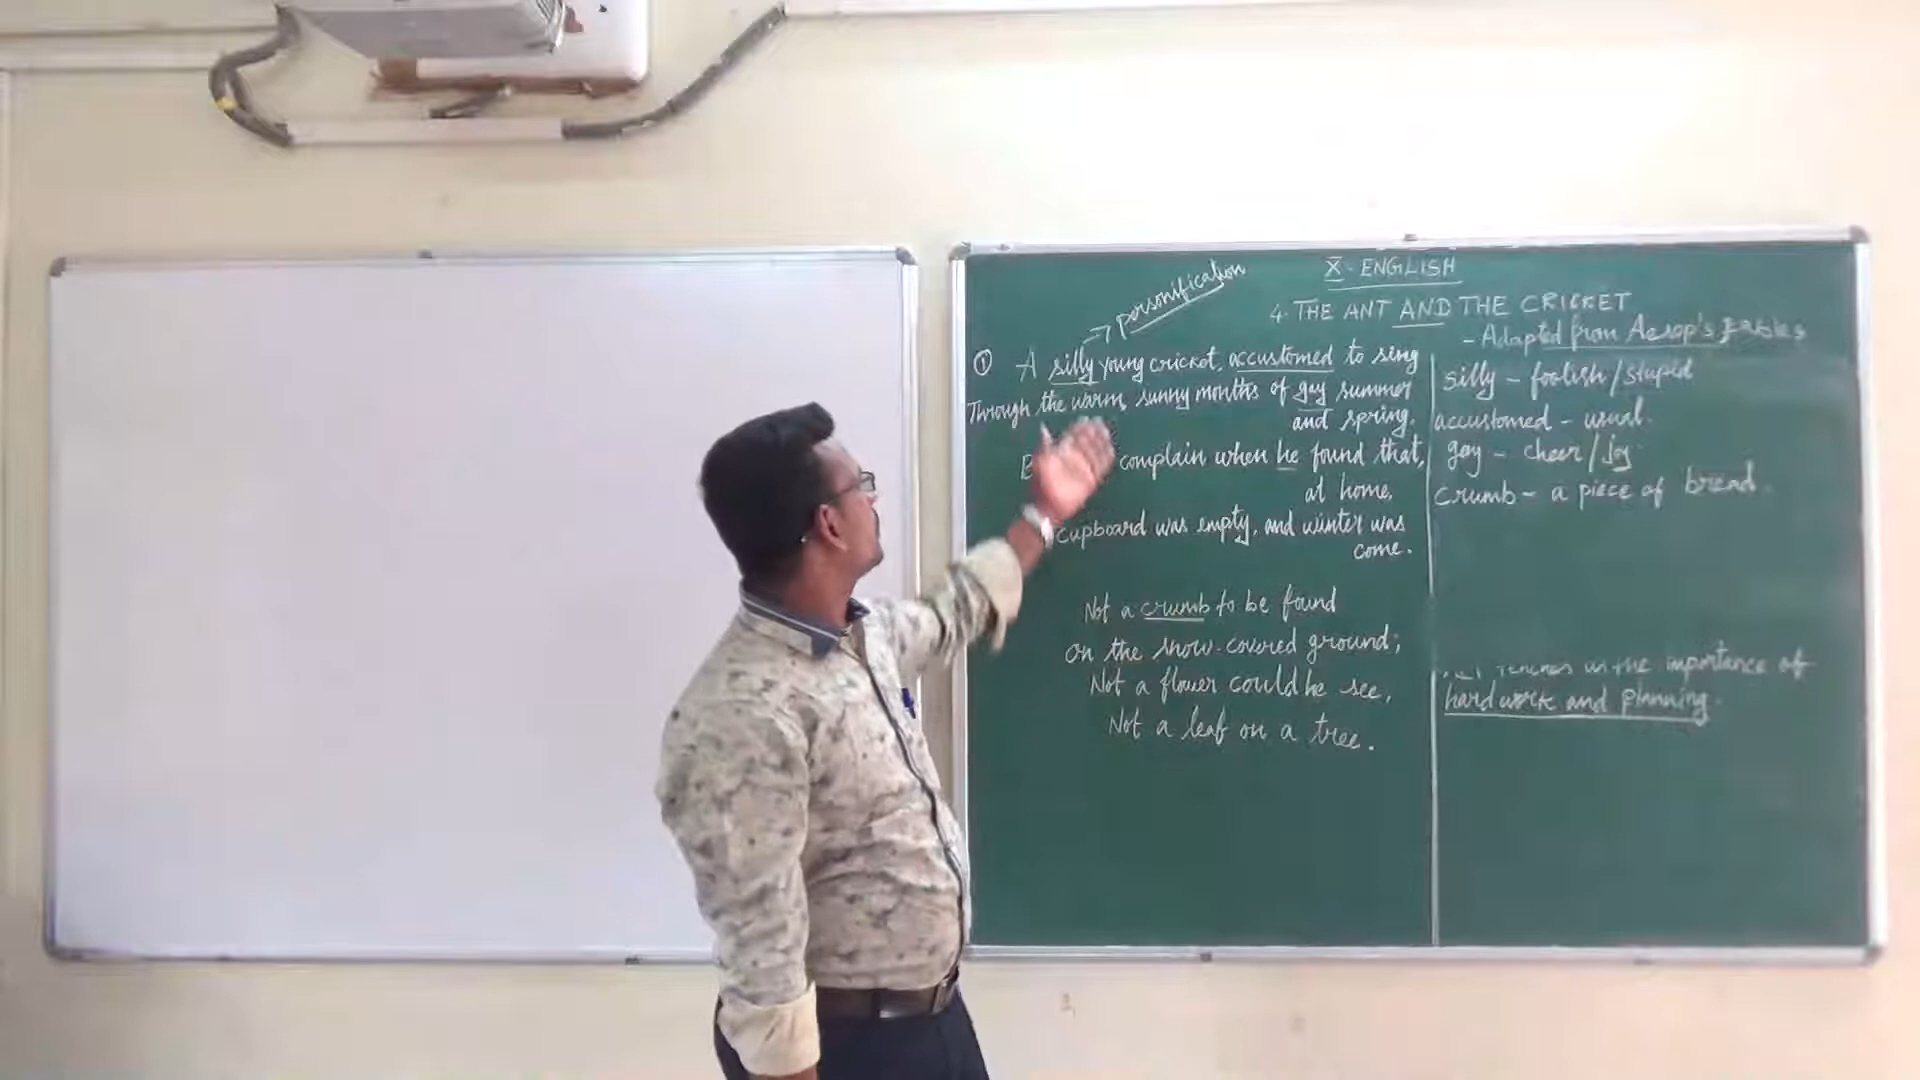 X - ENGLISH
4. THE ANT AND THE CRICKET
- Adapted from Aesop's Fables
→ personification
① A silly young cricket, accustomed to sing
Through the warm, sunny months of gay summer
and spring,
complain when he found that,
at home,
cupboard was empty, and winter was
come.
Not a crumb to be found
On the snow-covered ground;
Not a flower could he see,
Not a leaf on a tree.
silly - foolish/stupid
accustomed - usual.
gay - cheer/joy
crumb - a piece of bread.
the importance of
hard work and planning.